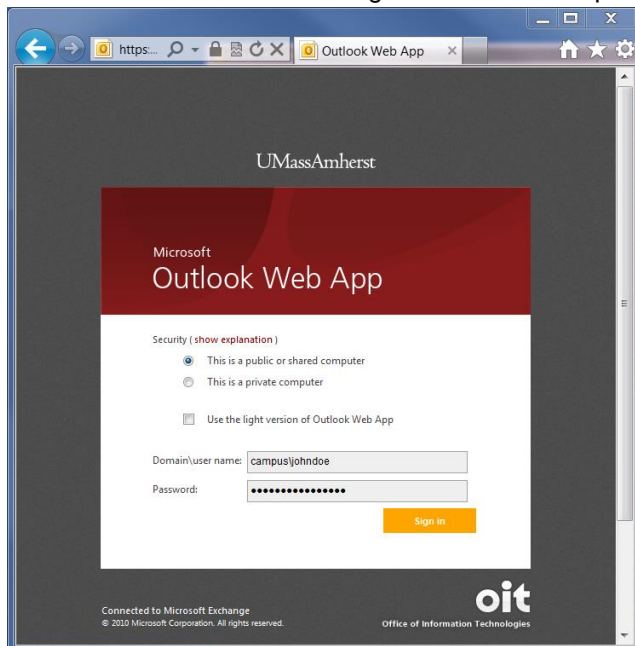 https:...
Outlook Web App
UMassAmherst
Microsoft
Outlook Web App
Security ( show explanation )
This is a public or shared computer
This is a private computer
Use the light version of Outlook Web App
Domain\user name: campus\johndoe
Password: ••••••••••••••••
Sign in
oit
Connected to Microsoft Exchange
© 2010 Microsoft Corporation. All rights reserved.
Office of Information Technologies